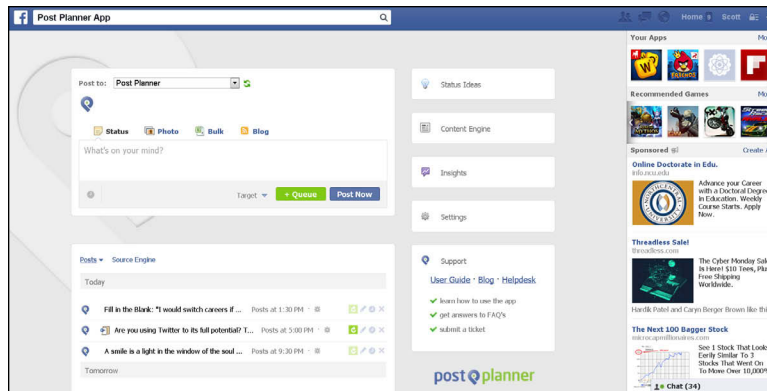 Post Planner App
Home
Scott
Post to: Post Planner
Status Photo Bulk Blog
What's on your mind?
Target + Queue Post Now
Posts Source Engine
Today
Fill in the Blank: "I would switch careers if ... Posts at 1:30 PM
Are you using Twitter to its full potential? T... Posts at 5:00 PM
A smile is a light in the window of the soul ... Posts at 9:30 PM
Tomorrow
Status Ideas
Content Engine
Insights
Settings
Support
User Guide · Blog · Helpdesk
learn how to use the app
get answers to FAQ's
submit a ticket
post planner
Your Apps Mo
FRIENDS
Recommended Games Mo
Sponsored Create A
Online Doctorate in Edu.
info.ncu.edu
Advance your Career
with a Doctoral Degree
in Education. Weekly
Course Starts. Apply
Now.
Threadless Sale!
threadless.com
The Cyber Monday Sale
Is Here! $10 Tees, Plus
Free Shipping
Worldwide.
Hardik Patel and Caryn Berger Brown like thi
The Next 100 Bagger Stock
microcapmillionaires.com
See 1 Stock That Looks
Eerily Similar To 3
Stocks That Went On
To Move Over 10,000%
Chat (34)